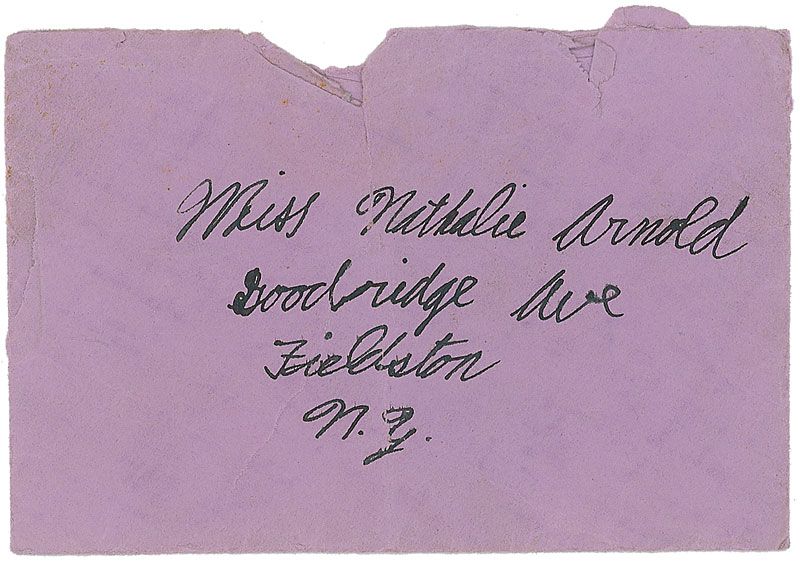 Miss Nathalie Arnold
Goodridge Ave
Fieldston
N.Y.